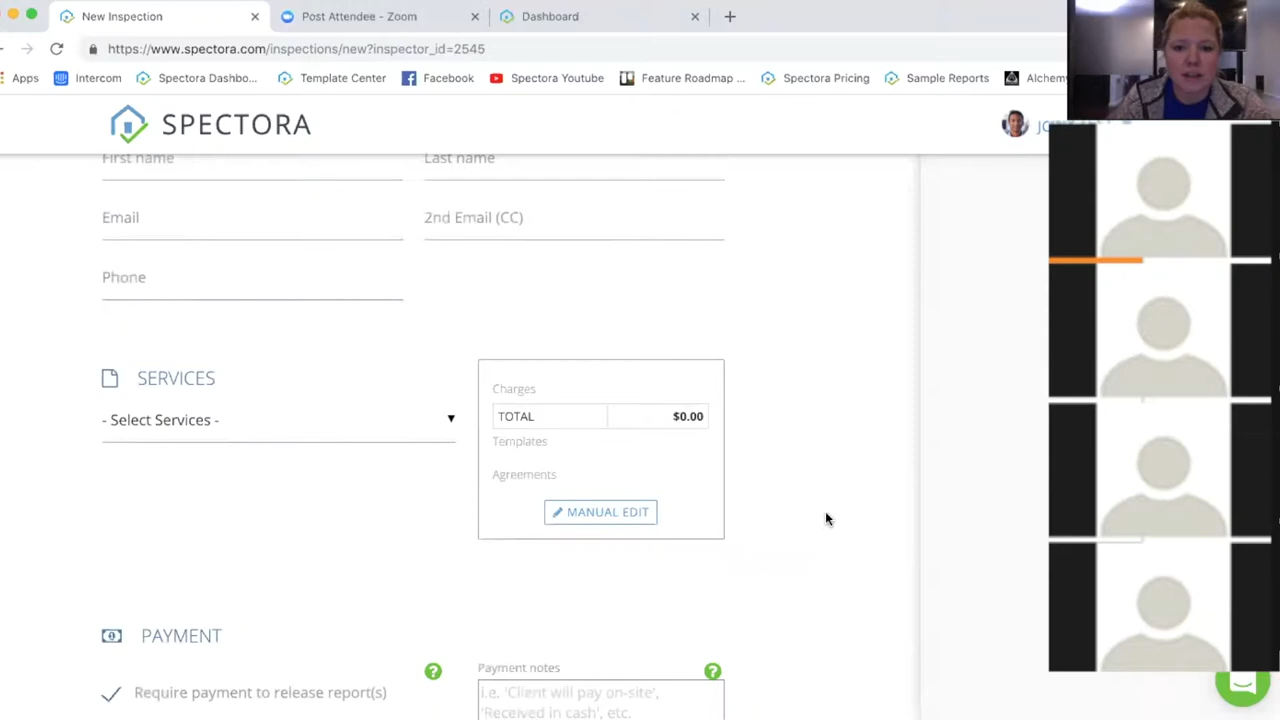 New Inspection
Post Attendee - Zoom
Dashboard
https://www.spectora.com/inspections/new?inspector_id=2545
Apps
Intercom
Spectora Dashbo...
Template Center
Facebook
Spectora Youtube
Feature Roadmap ...
Spectora Pricing
Sample Reports
Alchemy
SPECTORA
First name
Last name
Email
2nd Email (CC)
Phone
SERVICES
- Select Services -
Charges
TOTAL $0.00
Templates
Agreements
MANUAL EDIT
PAYMENT
?
Payment notes
?
Require payment to release report(s)
i.e. 'Client will pay on-site',
'Received in cash', etc.